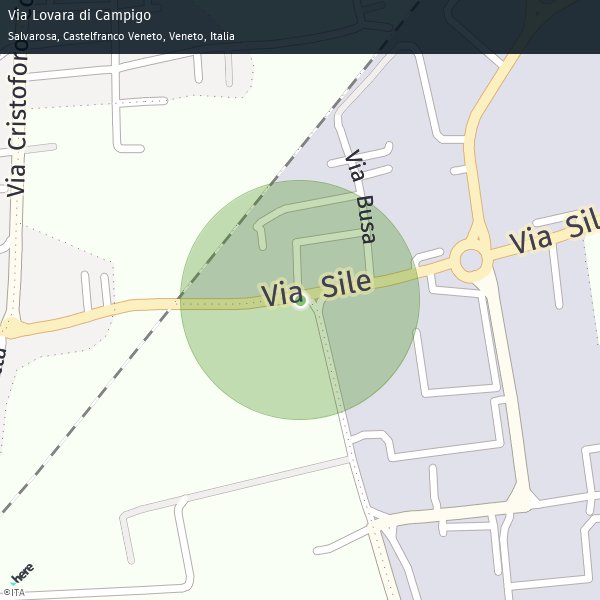 Via Lovara di Campigo
Salvarosa, Castelfranco Veneto, Veneto, Italia
Via Cristoforo
Via Busa
Via Sile
Via Sil
here
©ITA